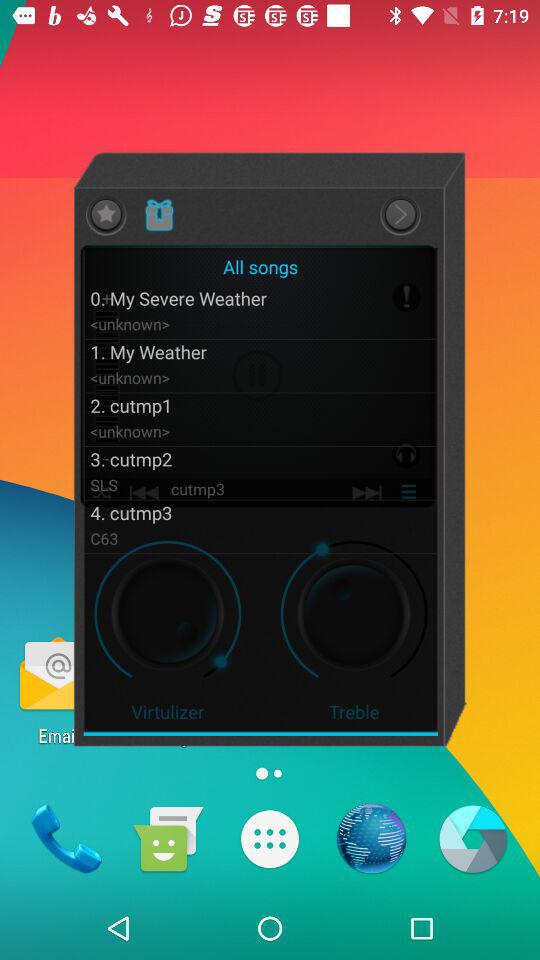 7:19
All songs
0. My Severe Weather
<unknown>
1. My Weather
<unknown>
2. cutmp1
<unknown>
3. cutmp2
SLS
cutmp3
4. cutmp3
C63
Virtulizer
Treble
Emai